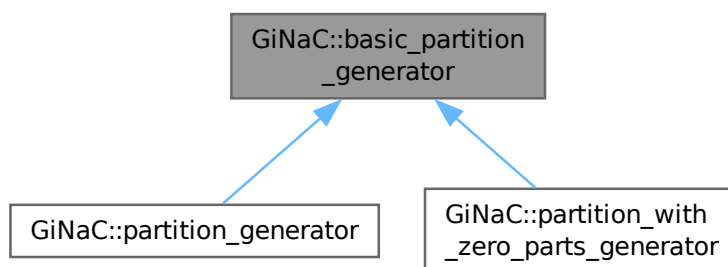 GiNaC::basic_partition
_generator
GiNaC::partition_generator
GiNaC::partition_with
_zero_parts_generator